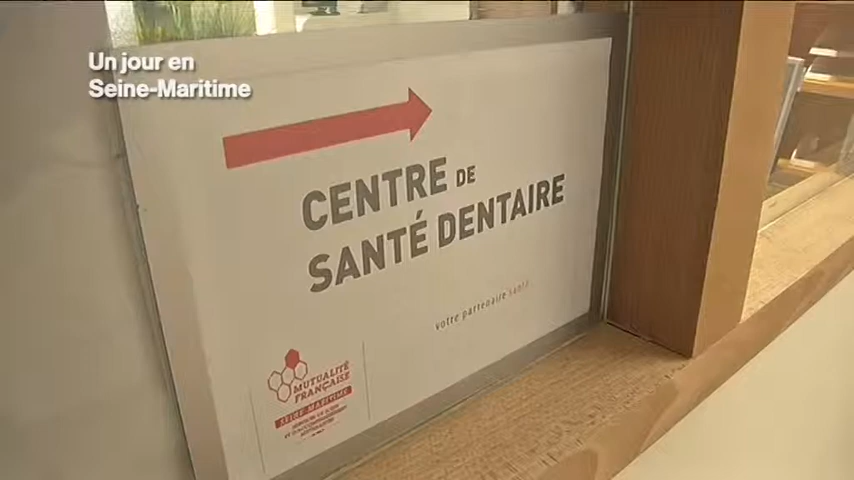 Un jour en
Seine-Maritime
CENTRE DE
SANTÉ DENTAIRE
votre partenaire santé
MUTUALITÉ
FRANÇAISE
SEINE MARITIME